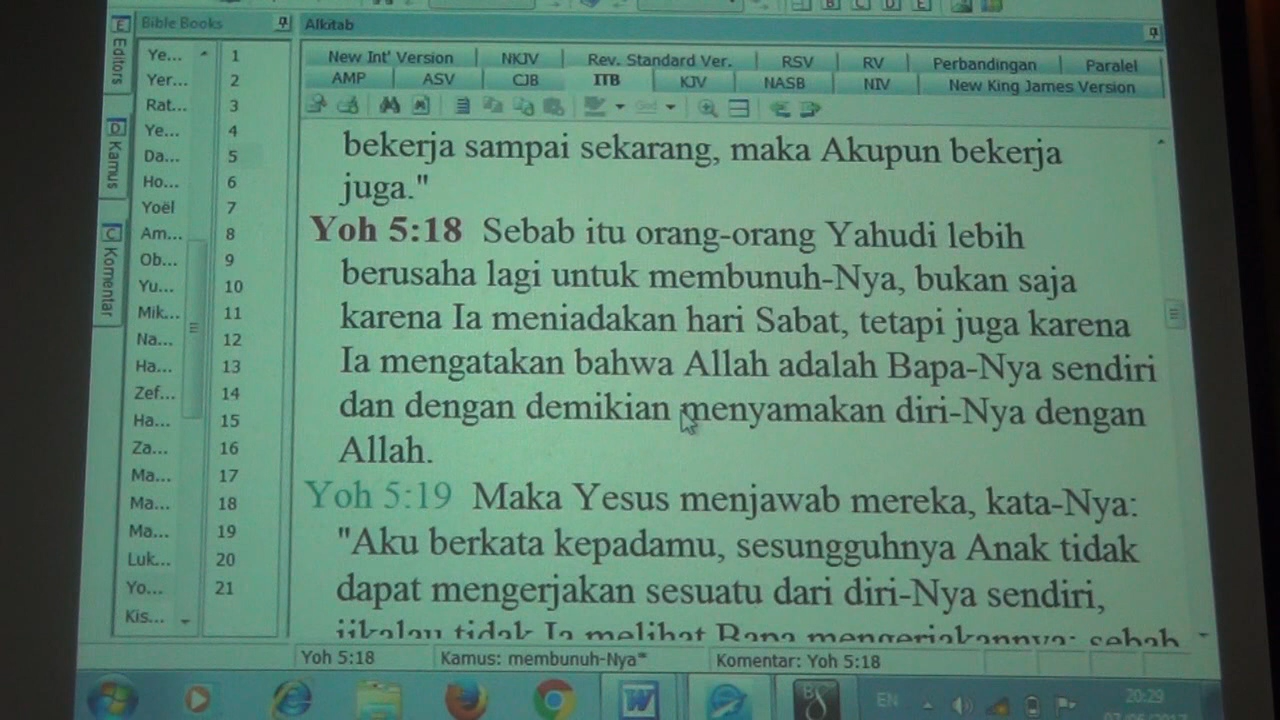 Bible Books
Alkitab
Editors
Kamus
Komentar
New Int' Version NKJV Rev. Standard Ver. RSV RV Perbandingan Paralel
AMP ASV CJB ITB KJV NASB NIV New King James Version
Ye... 1
Yer... 2
Rat... 3
Ye... 4
Da... 5
Ho... 6
Yoël 7
Am... 8
Ob... 9
Yu... 10
Mik... 11
Na... 12
Ha... 13
Zef... 14
Ha... 15
Za... 16
Ma... 17
Ma... 18
Ma... 19
Luk... 20
Yo... 21
Kis...
bekerja sampai sekarang, maka Akupun bekerja
juga."
Yoh 5:18 Sebab itu orang-orang Yahudi lebih
berusaha lagi untuk membunuh-Nya, bukan saja
karena Ia meniadakan hari Sabat, tetapi juga karena
Ia mengatakan bahwa Allah adalah Bapa-Nya sendiri
dan dengan demikian menyamakan diri-Nya dengan
Allah.
Yoh 5:19 Maka Yesus menjawab mereka, kata-Nya:
"Aku berkata kepadamu, sesungguhnya Anak tidak
dapat mengerjakan sesuatu dari diri-Nya sendiri,
jikalau tidak Ia melihat Bapa mengerjakannya; sebab
Yoh 5:18 Kamus: membunuh-Nya* Komentar: Yoh 5:18
EN
20:29